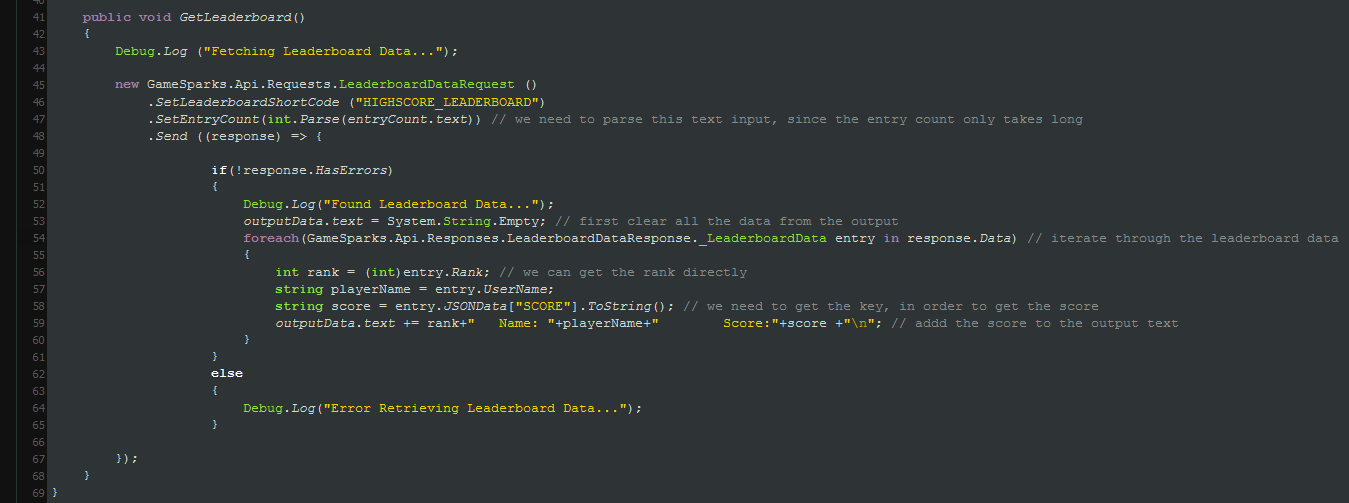 40
41 public void GetLeaderboard()
42 {
43 Debug.Log ("Fetching Leaderboard Data...");
44
45 new GameSparks.Api.Requests.LeaderboardDataRequest ()
46 .SetLeaderboardShortCode ("HIGHSCORE_LEADERBOARD")
47 .SetEntryCount(int.Parse(entryCount.text)) // we need to parse this text input, since the entry count only takes long
48 .Send ((response) => {
49
50 if(!response.HasErrors)
51 {
52 Debug.Log("Found Leaderboard Data...");
53 outputData.text = System.String.Empty; // first clear all the data from the output
54 foreach(GameSparks.Api.Responses.LeaderboardDataResponse._LeaderboardData entry in response.Data) // iterate through the leaderboard data
55 {
56 int rank = (int)entry.Rank; // we can get the rank directly
57 string playerName = entry.UserName;
58 string score = entry.JSONData["SCORE"].ToString(); // we need to get the key, in order to get the score
59 outputData.text += rank+"   Name: "+playerName+"        Score:"+score +"\n"; // addd the score to the output text
60 }
61 }
62 else
63 {
64 Debug.Log("Error Retrieving Leaderboard Data...");
65 }
66
67 });
68 }
69 }